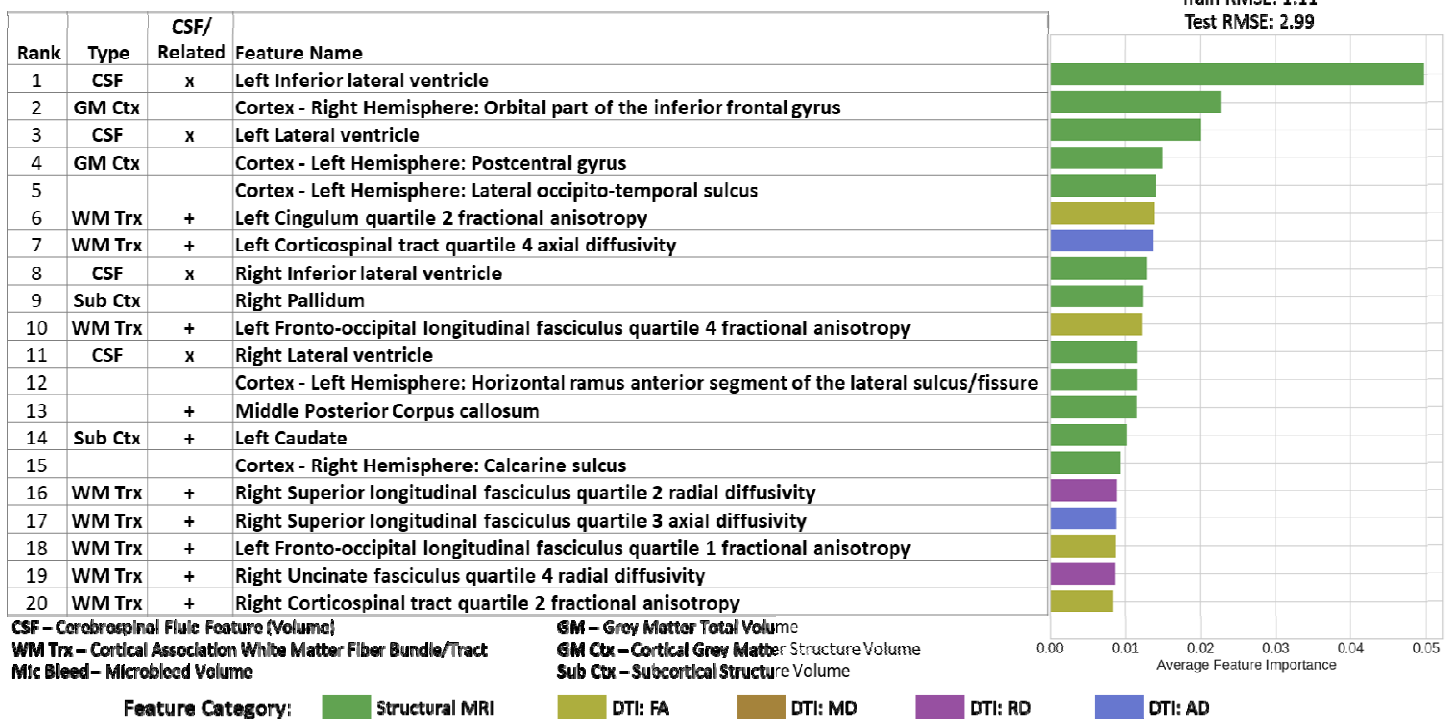 Train RMSE: 1.11
Test RMSE: 2.99
CSF/
Rank Type Related Feature Name
1 CSF x Left Inferior lateral ventricle
2 GM Ctx Cortex - Right Hemisphere: Orbital part of the inferior frontal gyrus
3 CSF x Left Lateral ventricle
4 GM Ctx Cortex - Left Hemisphere: Postcentral gyrus
5 Cortex - Left Hemisphere: Lateral occipito-temporal sulcus
6 WM Trx + Left Cingulum quartile 2 fractional anisotropy
7 WM Trx + Left Corticospinal tract quartile 4 axial diffusivity
8 CSF x Right Inferior lateral ventricle
9 Sub Ctx Right Pallidum
10 WM Trx + Left Fronto-occipital longitudinal fasciculus quartile 4 fractional anisotropy
11 CSF x Right Lateral ventricle
12 Cortex - Left Hemisphere: Horizontal ramus anterior segment of the lateral sulcus/fissure
13 + Middle Posterior Corpus callosum
14 Sub Ctx + Left Caudate
15 Cortex - Right Hemisphere: Calcarine sulcus
16 WM Trx + Right Superior longitudinal fasciculus quartile 2 radial diffusivity
17 WM Trx + Right Superior longitudinal fasciculus quartile 3 axial diffusivity
18 WM Trx + Left Fronto-occipital longitudinal fasciculus quartile 1 fractional anisotropy
19 WM Trx + Right Uncinate fasciculus quartile 4 radial diffusivity
20 WM Trx + Right Corticospinal tract quartile 2 fractional anisotropy
CSF – Cerebrospinal Fluid Feature (Volume) GM – Grey Matter Total Volume
WM Trx – Cortical Association White Matter Fiber Bundle/Tract GM Ctx – Cortical Grey Matter Structure Volume
Mic Bleed – Microbleed Volume Sub Ctx – Subcortical Structure Volume
0.00 0.01 0.02 0.03 0.04 0.05
Average Feature Importance
Feature Category: Structural MRI DTI: FA DTI: MD DTI: RD DTI: AD